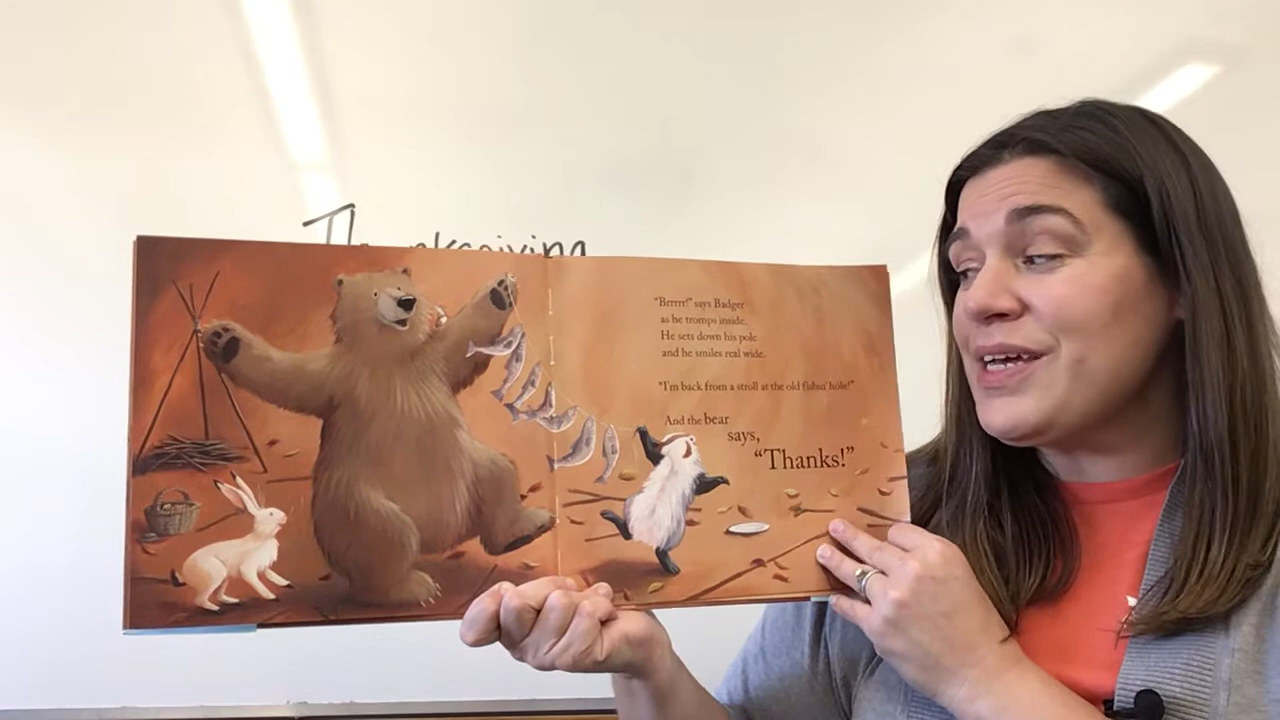 Thanksgiving
“Brrrrr!” says Badger
as he tromps inside.
He sets down his pole
and he smiles real wide.
“I’m back from a stroll at the old fishin’ hole!”
And the bear
says,
“Thanks!”